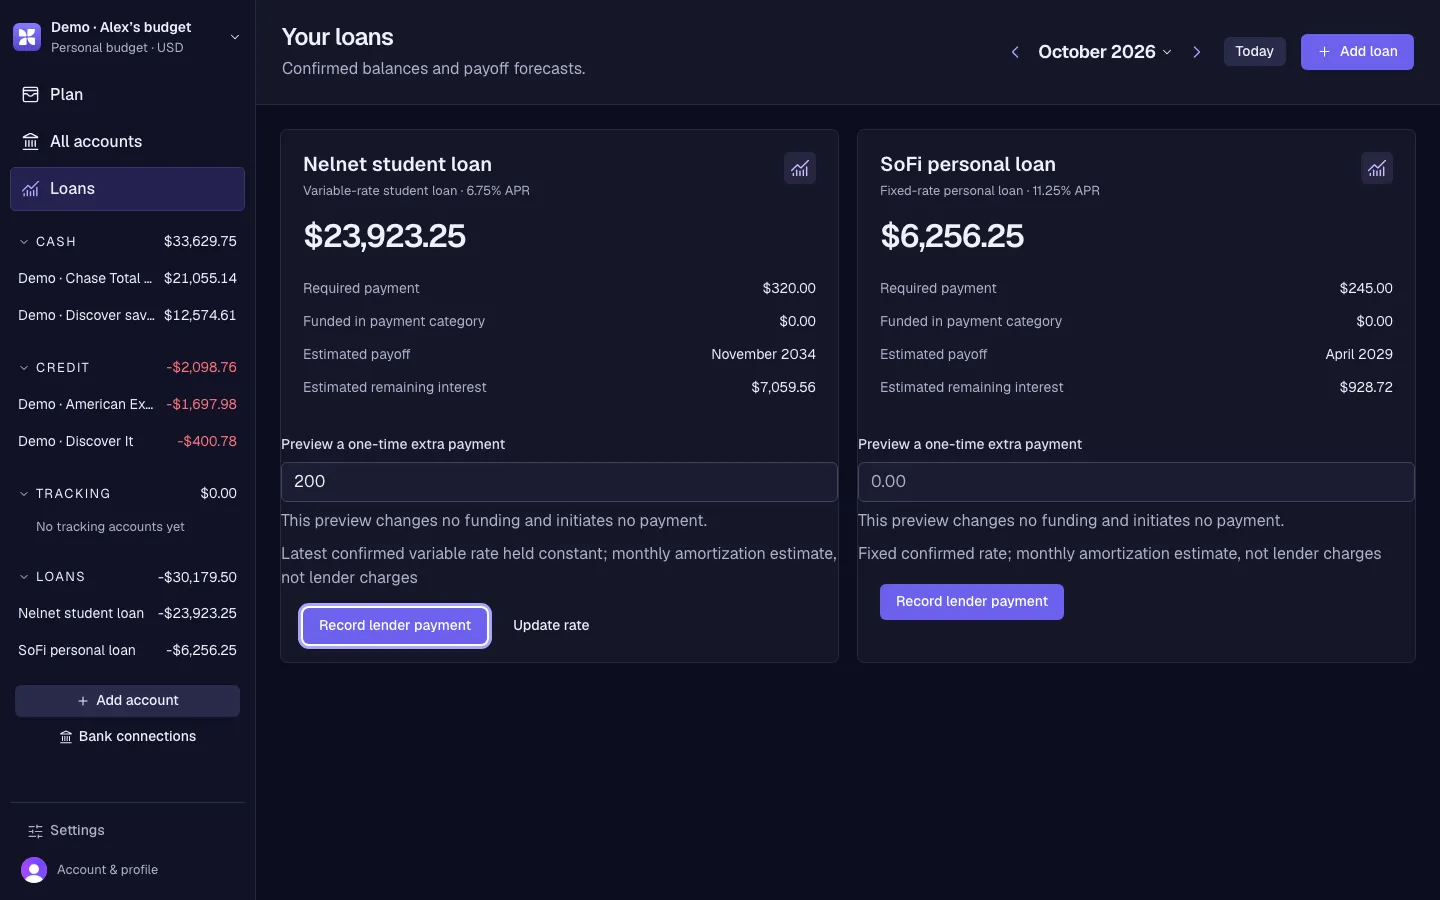 Demo · Alex's budget
Personal budget · USD
Plan
All accounts
Loans
CASH $33,629.75
Demo · Chase Total ... $21,055.14
Demo · Discover sav... $12,574.61
CREDIT -$2,098.76
Demo · American Ex... -$1,697.98
Demo · Discover It -$400.78
TRACKING $0.00
No tracking accounts yet
LOANS -$30,179.50
Nelnet student loan -$23,923.25
SoFi personal loan -$6,256.25
+ Add account
Bank connections
Settings
Account & profile
Your loans
Confirmed balances and payoff forecasts.
October 2026
Today
+ Add loan
Nelnet student loan
Variable-rate student loan · 6.75% APR
$23,923.25
Required payment $320.00
Funded in payment category $0.00
Estimated payoff November 2034
Estimated remaining interest $7,059.56
Preview a one-time extra payment
200
This preview changes no funding and initiates no payment.
Latest confirmed variable rate held constant; monthly amortization estimate,
not lender charges
Record lender payment
Update rate
SoFi personal loan
Fixed-rate personal loan · 11.25% APR
$6,256.25
Required payment $245.00
Funded in payment category $0.00
Estimated payoff April 2029
Estimated remaining interest $928.72
Preview a one-time extra payment
0.00
This preview changes no funding and initiates no payment.
Fixed confirmed rate; monthly amortization estimate, not lender charges
Record lender payment